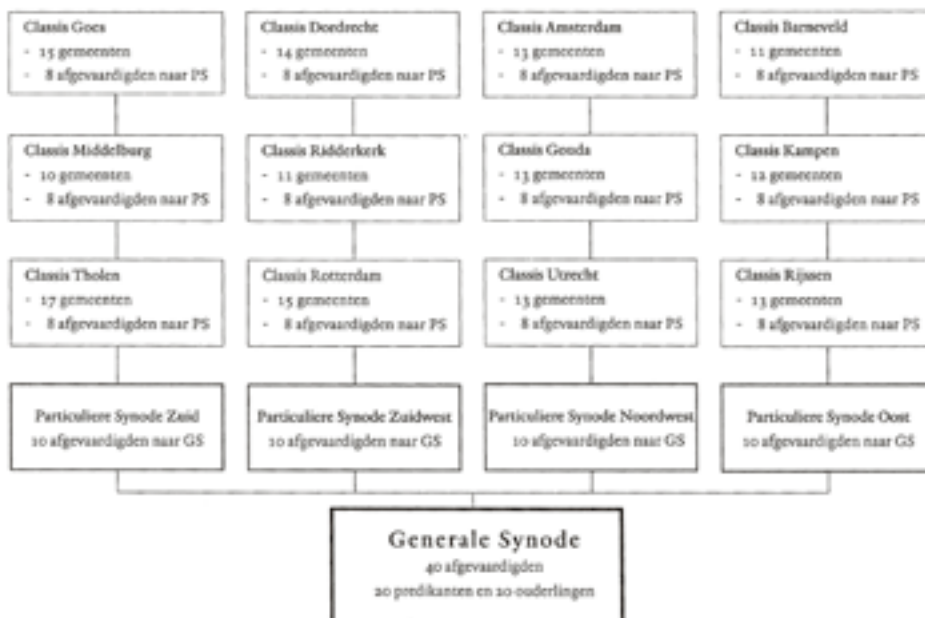 Classis Goes
- 15 gemeenten
- 8 afgevaardigden naar PS
Classis Dordrecht
- 14 gemeenten
- 8 afgevaardigden naar PS
Classis Amsterdam
- 13 gemeenten
- 8 afgevaardigden naar PS
Classis Barneveld
- 11 gemeenten
- 8 afgevaardigden naar PS
Classis Middelburg
- 10 gemeenten
- 8 afgevaardigden naar PS
Classis Ridderkerk
- 11 gemeenten
- 8 afgevaardigden naar PS
Classis Gouda
- 13 gemeenten
- 8 afgevaardigden naar PS
Classis Kampen
- 12 gemeenten
- 8 afgevaardigden naar PS
Classis Tholen
- 17 gemeenten
- 8 afgevaardigden naar PS
Classis Rotterdam
- 15 gemeenten
- 8 afgevaardigden naar PS
Classis Utrecht
- 13 gemeenten
- 8 afgevaardigden naar PS
Classis Rijssen
- 13 gemeenten
- 8 afgevaardigden naar PS
Particuliere Synode Zuid
10 afgevaardigden naar GS
Particuliere Synode Zuidwest
10 afgevaardigden naar GS
Particuliere Synode Noordwest
10 afgevaardigden naar GS
Particuliere Synode Oost
10 afgevaardigden naar GS
Generale Synode
40 afgevaardigden
20 predikanten en 20 ouderlingen